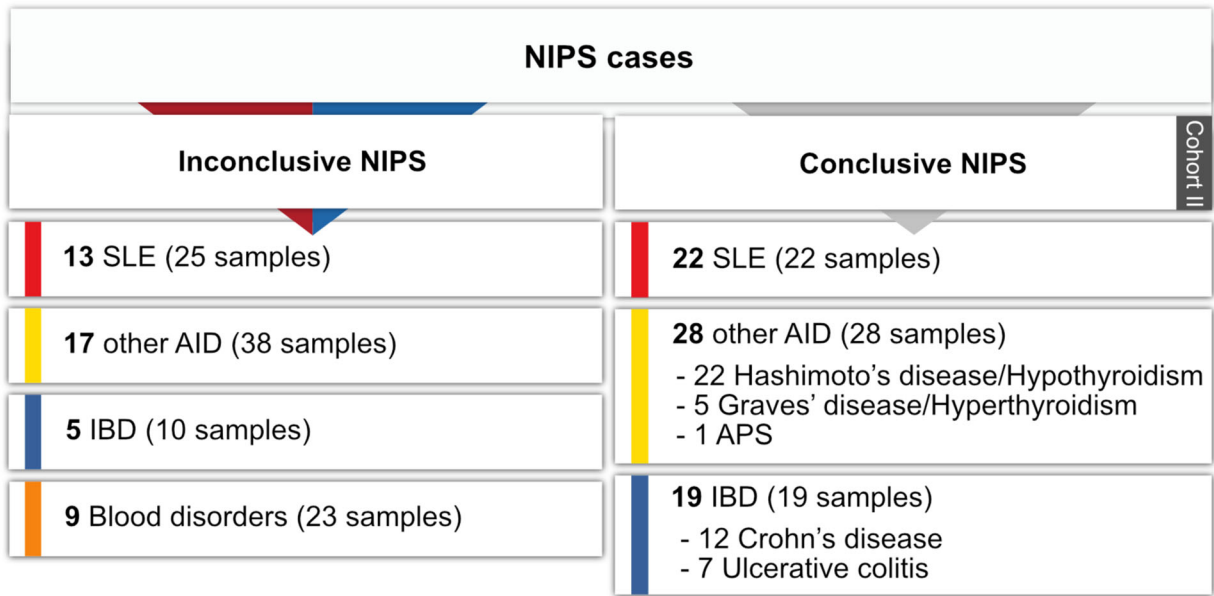 NIPS cases
Inconclusive NIPS
13 SLE (25 samples)
17 other AID (38 samples)
5 IBD (10 samples)
9 Blood disorders (23 samples)
Conclusive NIPS
Cohort II
22 SLE (22 samples)
28 other AID (28 samples)
- 22 Hashimoto's disease/Hypothyroidism
- 5 Graves' disease/Hyperthyroidism
- 1 APS
19 IBD (19 samples)
- 12 Crohn's disease
- 7 Ulcerative colitis